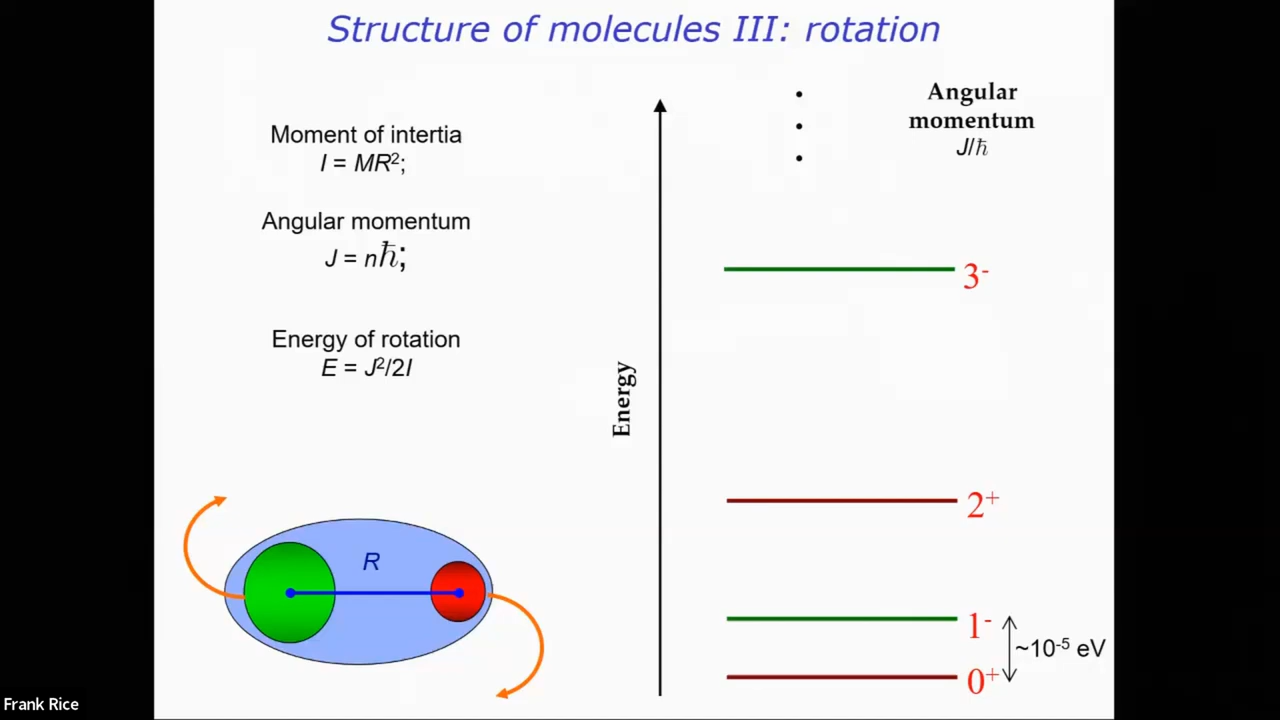 Structure of molecules III: rotation
Moment of intertia
I = MR²;
Angular momentum
J = nℏ;
Energy of rotation
E = J²/2I
R
Energy
Angular
momentum
J/ℏ
3⁻
2⁺
1⁻
~10⁻⁵ eV
0⁺
Frank Rice